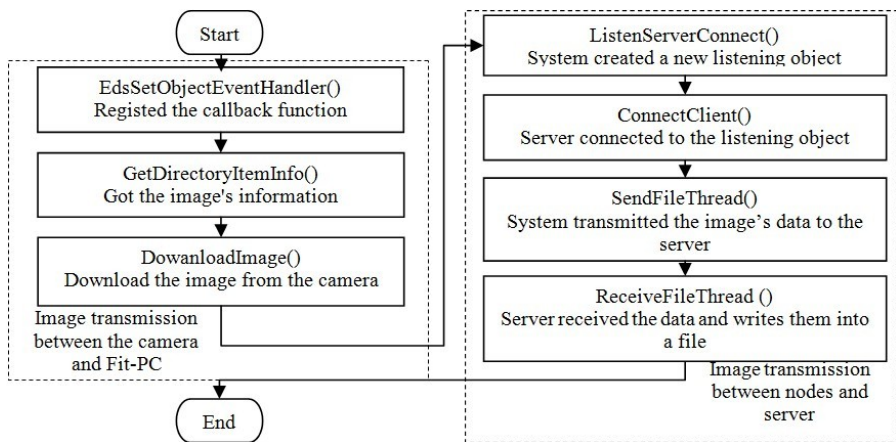 Start
EdsSetObjectEventHandler()
Registed the callback function
GetDirectoryItemInfo()
Got the image's information
DowanloadImage()
Download the image from the camera
Image transmission
between the camera
and Fit-PC
End
ListenServerConnect()
System created a new listening object
ConnectClient()
Server connected to the listening object
SendFileThread()
System transmitted the image’s data to the
server
ReceiveFileThread ()
Server received the data and writes them into
a file
Image transmission
between nodes and
server